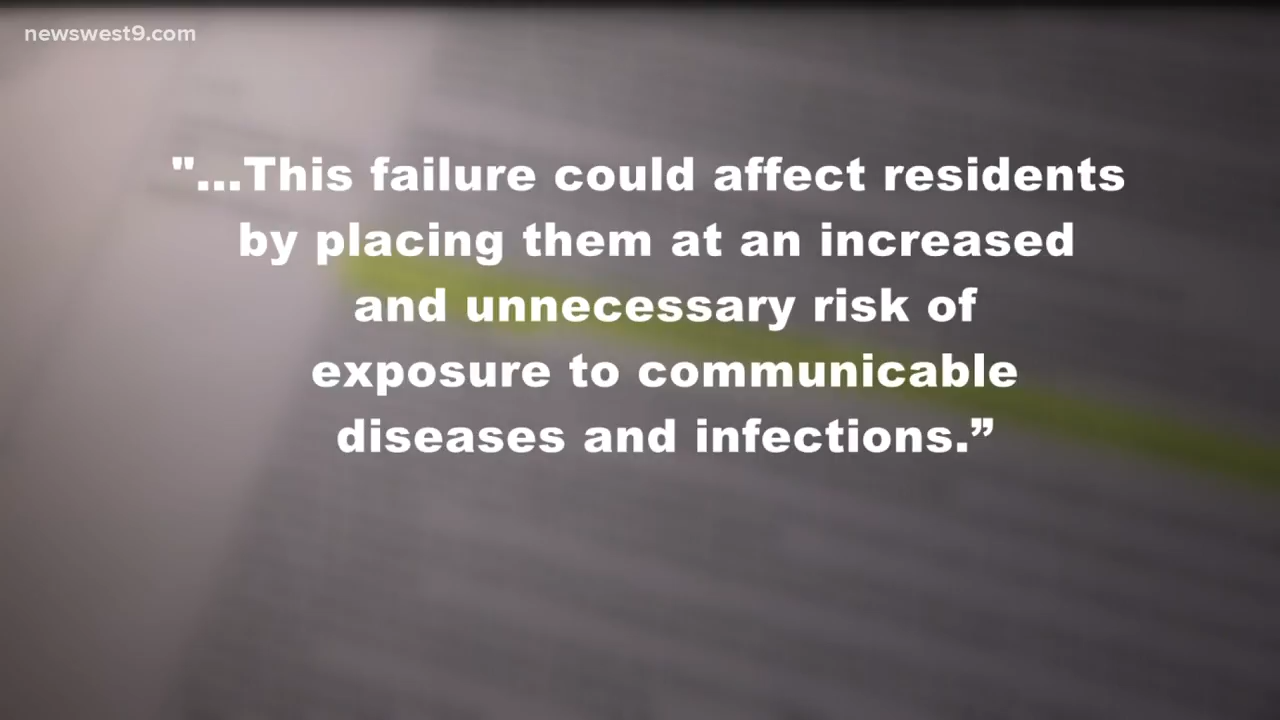 newswest9.com
"...This failure could affect residents
by placing them at an increased
and unnecessary risk of
exposure to communicable
diseases and infections.”